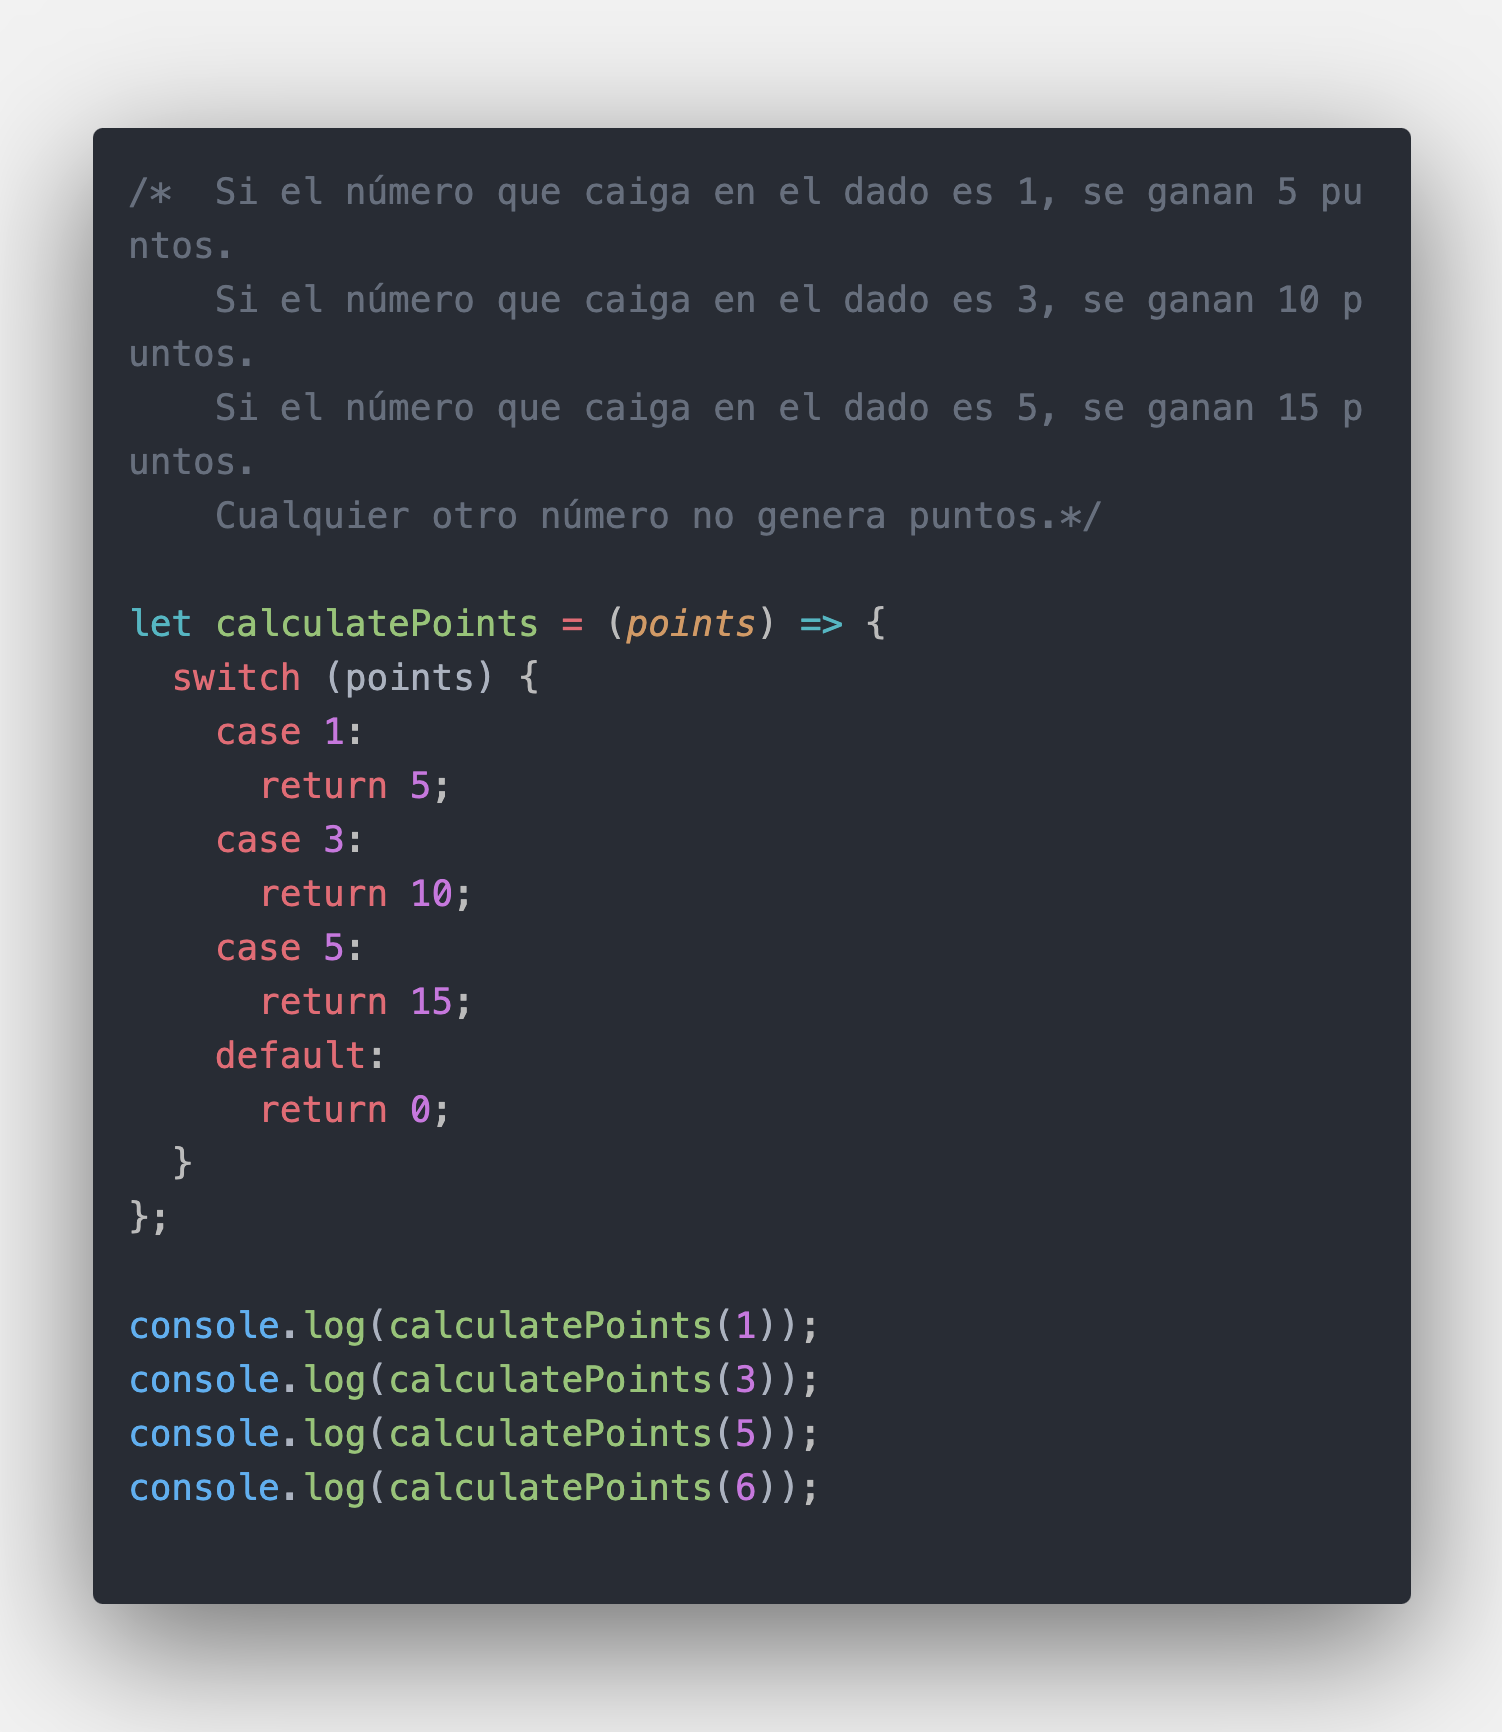 /*  Si el número que caiga en el dado es 1, se ganan 5 pu
ntos.
    Si el número que caiga en el dado es 3, se ganan 10 p
untos.
    Si el número que caiga en el dado es 5, se ganan 15 p
untos.
    Cualquier otro número no genera puntos.*/

let calculatePoints = (points) => {
  switch (points) {
    case 1:
      return 5;
    case 3:
      return 10;
    case 5:
      return 15;
    default:
      return 0;
  }
};

console.log(calculatePoints(1));
console.log(calculatePoints(3));
console.log(calculatePoints(5));
console.log(calculatePoints(6));